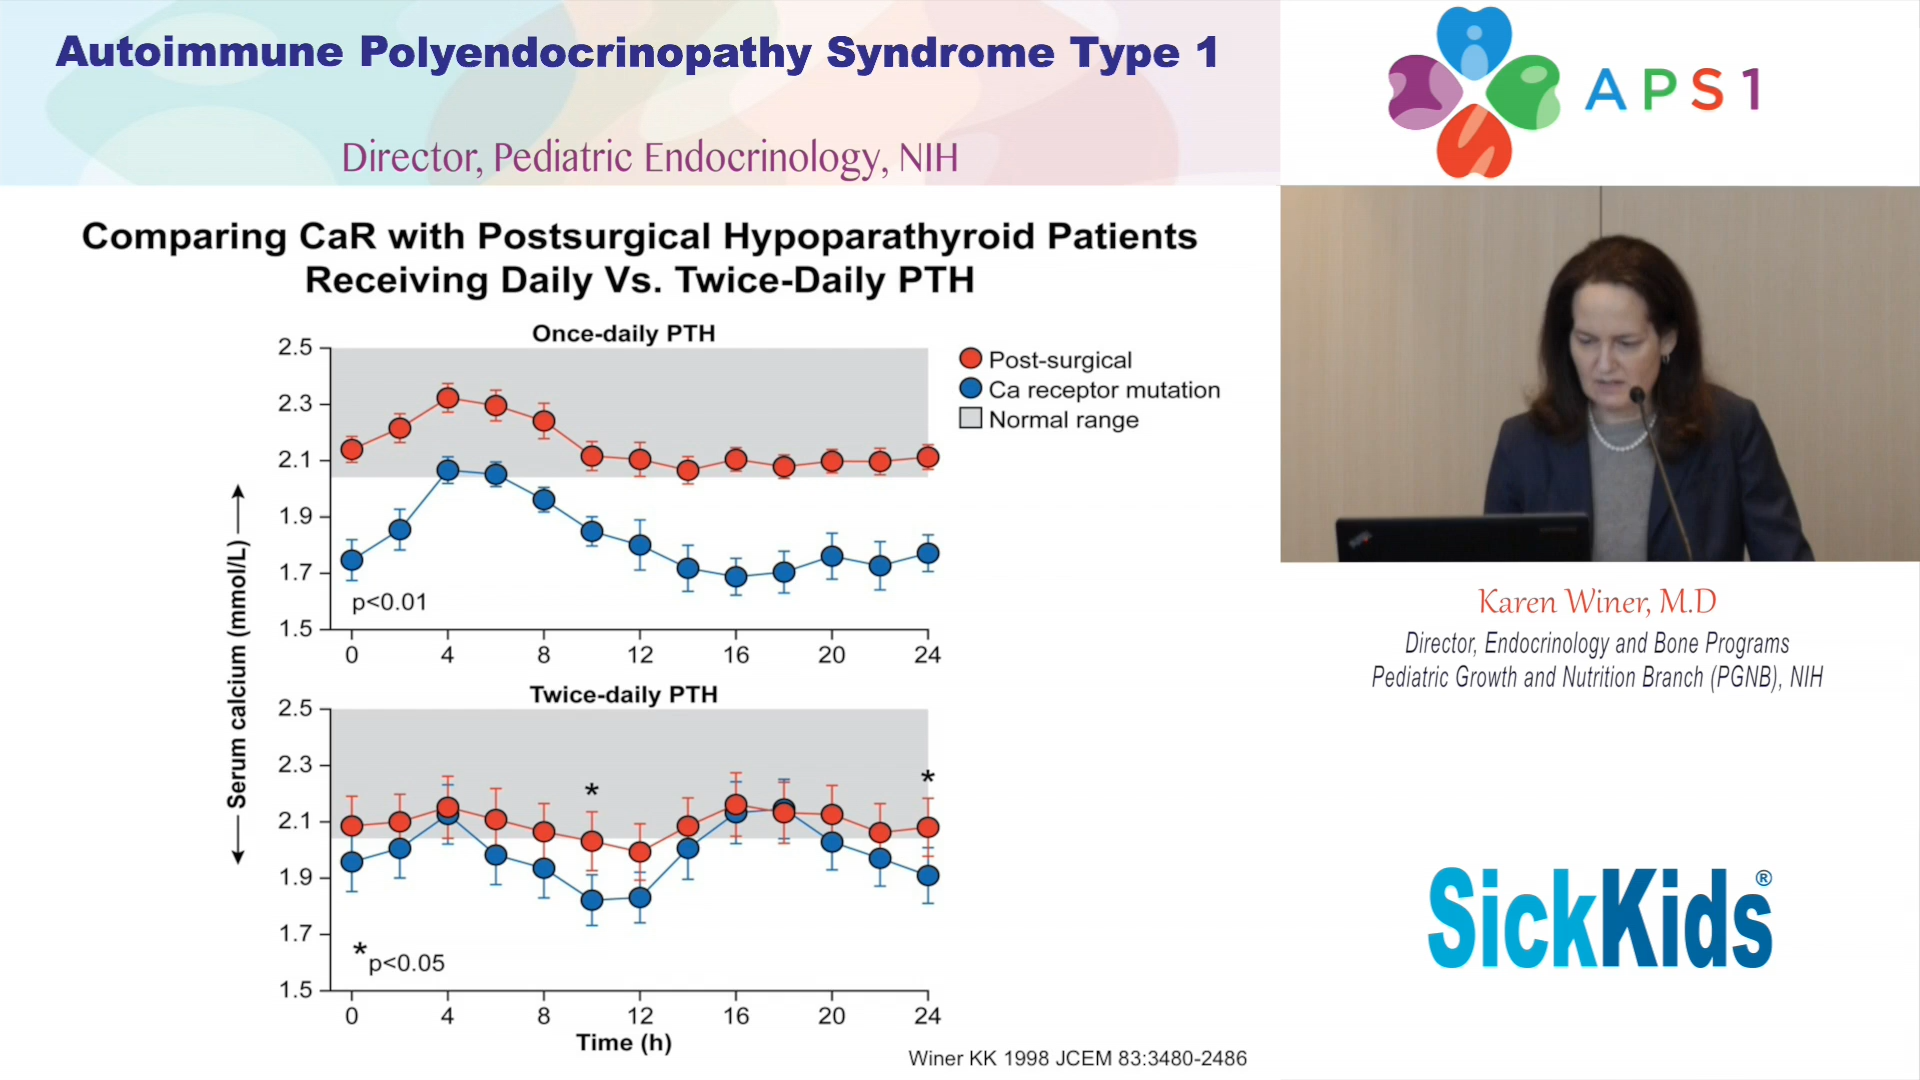 Autoimmune Polyendocrinopathy Syndrome Type 1
Director, Pediatric Endocrinology, NIH
APS1
Comparing CaR with Postsurgical Hypoparathyroid Patients
Receiving Daily Vs. Twice-Daily PTH
Once-daily PTH
2.5
2.3
2.1
1.9
1.7
1.5
p<0.01
0 4 8 12 16 20 24
Post-surgical
Ca receptor mutation
Normal range
Serum calcium (mmol/L)
Twice-daily PTH
2.5
2.3
2.1
1.9
1.7
1.5
*
*
*p<0.05
0 4 8 12 16 20 24
Time (h)
Winer KK 1998 JCEM 83:3480-2486
Karen Winer, M.D
Director, Endocrinology and Bone Programs
Pediatric Growth and Nutrition Branch (PGNB), NIH
SickKids®